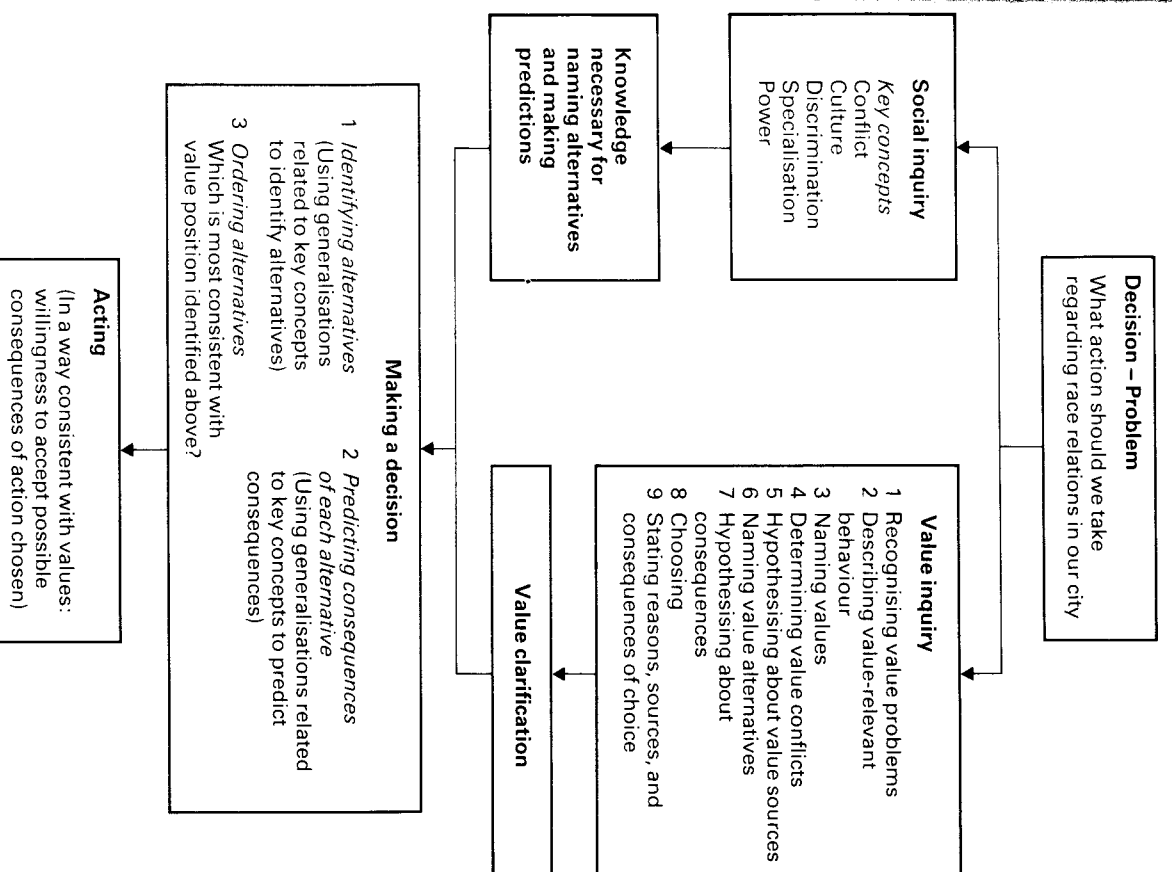 Decision – Problem
What action should we take
regarding race relations in our city
Social inquiry
Key concepts
Conflict
Culture
Discrimination
Specialisation
Power
Value inquiry
1 Recognising value problems
2 Describing value-relevant
behaviour
3 Naming values
4 Determining value conflicts
5 Hypothesising about value sources
6 Naming value alternatives
7 Hypothesising about
consequences
8 Choosing
9 Stating reasons, sources, and
consequences of choice
Knowledge
necessary for
naming alternatives
and making
predictions
Value clarification
Making a decision
1 Identifying alternatives
(Using generalisations
related to key concepts
to identify alternatives)
2 Predicting consequences
of each alternative
(Using generalisations related
to key concepts to predict
consequences)
3 Ordering alternatives
Which is most consistent with
value position identified above?
Acting
(In a way consistent with values:
willingness to accept possible
consequences of action chosen)